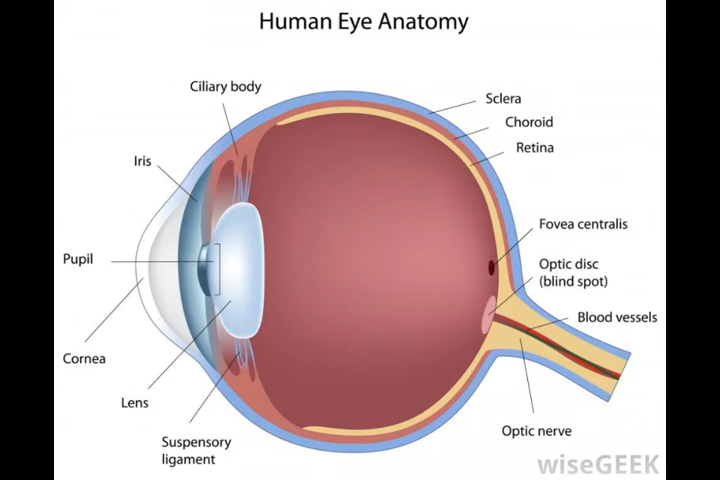 Human Eye Anatomy
Ciliary body
Sclera
Choroid
Retina
Iris
Fovea centralis
Pupil
Optic disc
(blind spot)
Blood vessels
Cornea
Lens
Optic nerve
Suspensory
ligament
wiseGEEK